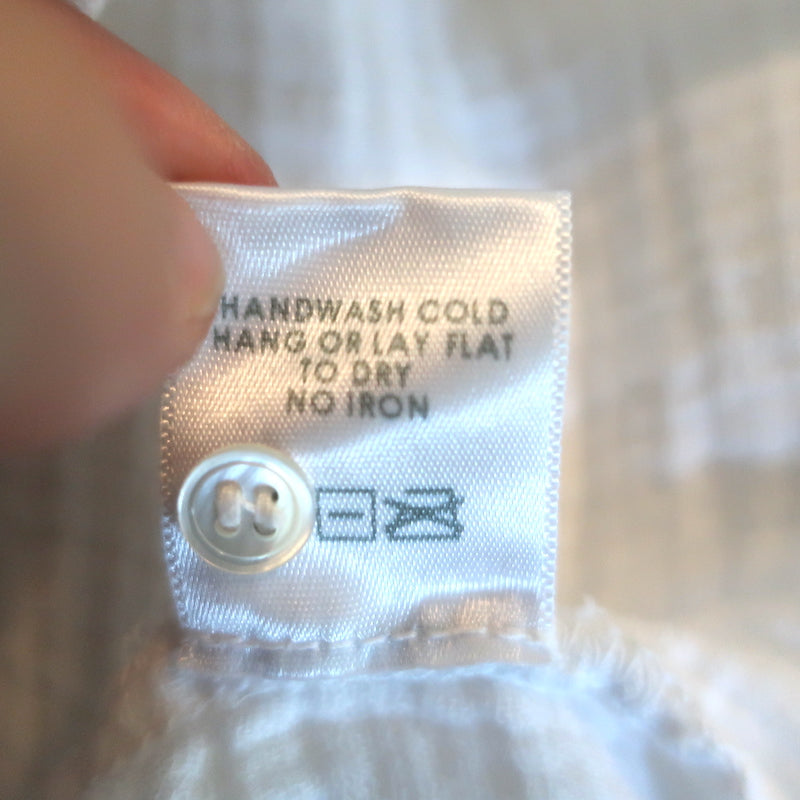 HANDWASH COLD
HANG OR LAY FLAT
TO DRY
NO IRON